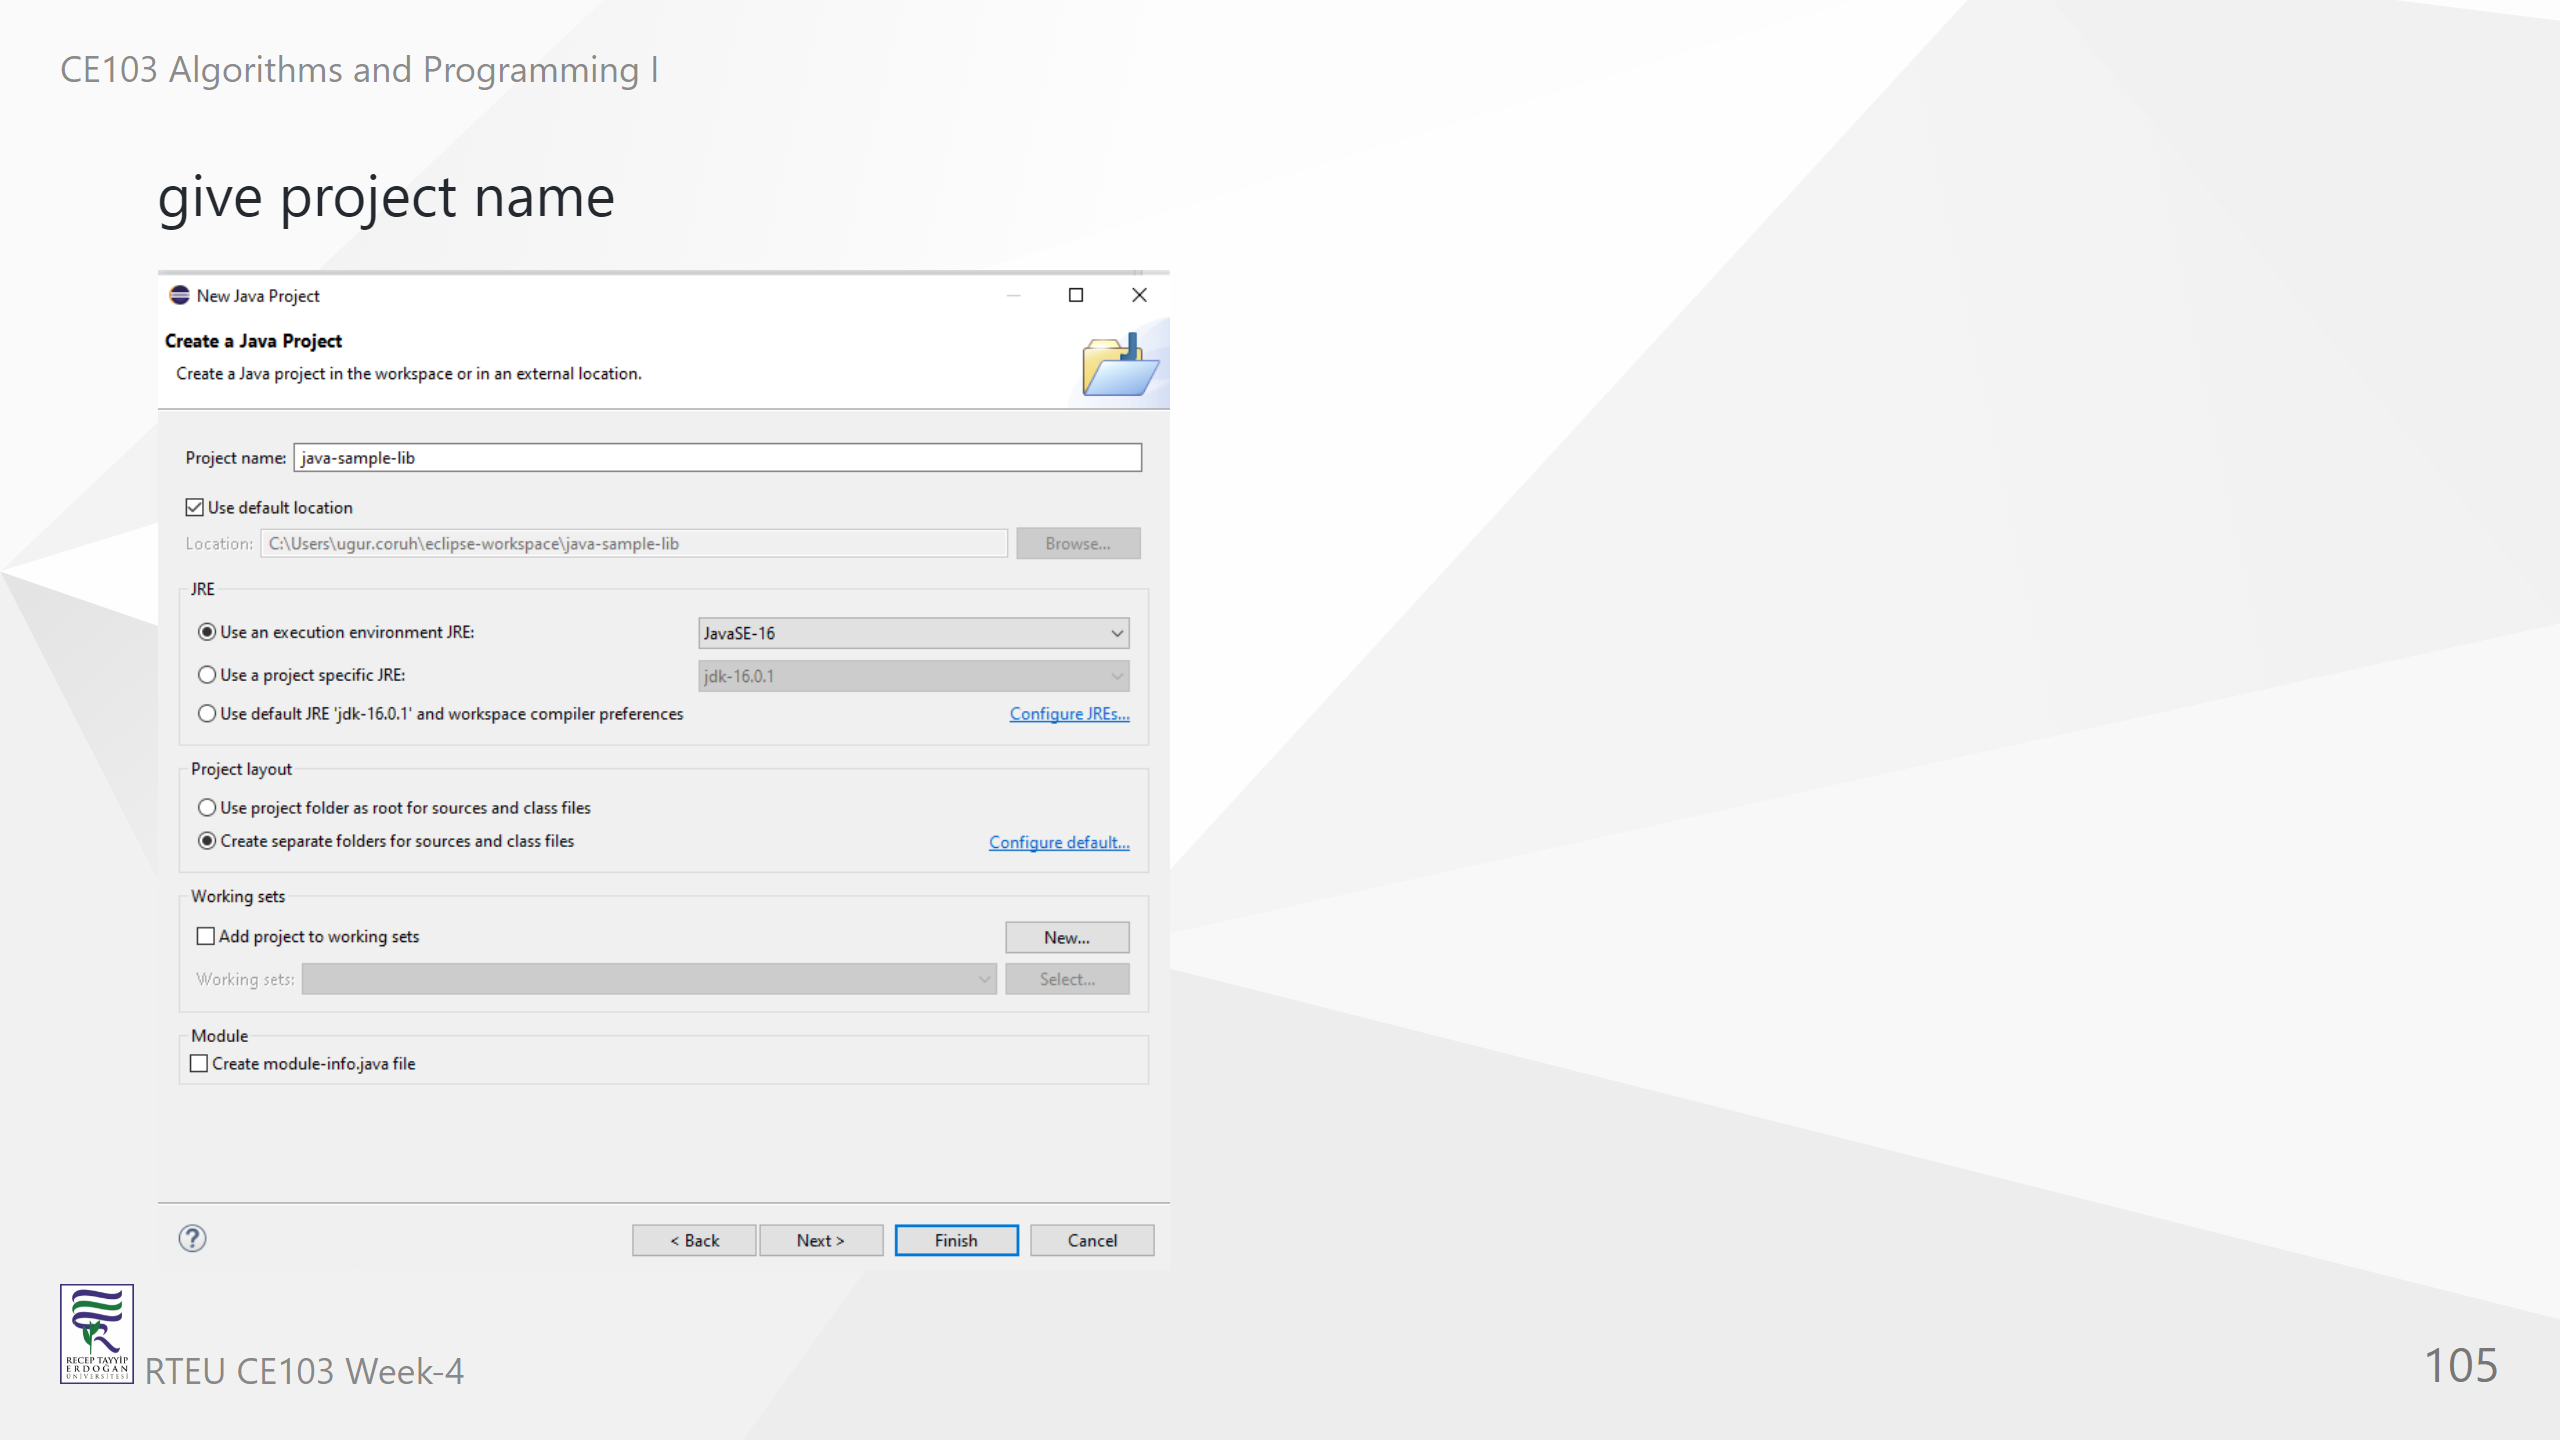 CE103 Algorithms and Programming I
give project name
New Java Project
Create a Java Project
Create a Java project in the workspace or in an external location.
Project name: java-sample-lib
Use default location
Location: C:\Users\ugur.coruh\eclipse-workspace\java-sample-lib Browse...
JRE
Use an execution environment JRE: JavaSE-16
Use a project specific JRE: jdk-16.0.1
Use default JRE 'jdk-16.0.1' and workspace compiler preferences Configure JREs...
Project layout
Use project folder as root for sources and class files
Create separate folders for sources and class files Configure default...
Working sets
Add project to working sets New...
Working sets: Select...
Module
Create module-info.java file
? < Back Next > Finish Cancel
RECEP TAYYİP
ERDOĞAN
ÜNİVERSİTESİ
RTEU CE103 Week-4
105